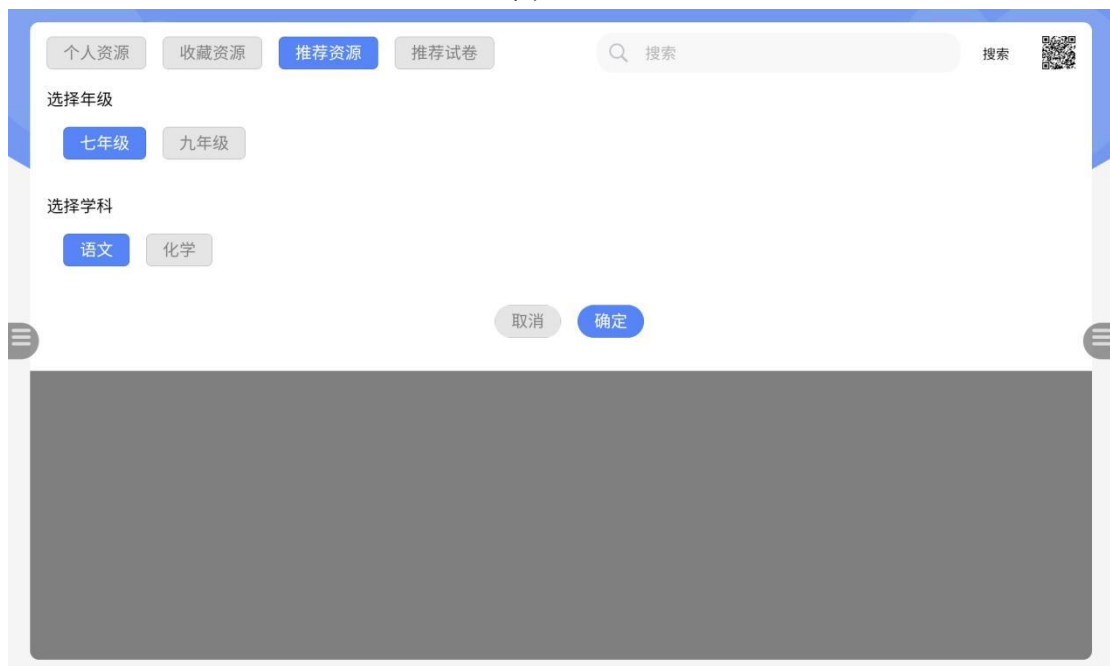 个人资源 收藏资源 推荐资源 推荐试卷 搜索 搜索
选择年级
七年级 九年级
选择学科
语文 化学
取消 确定